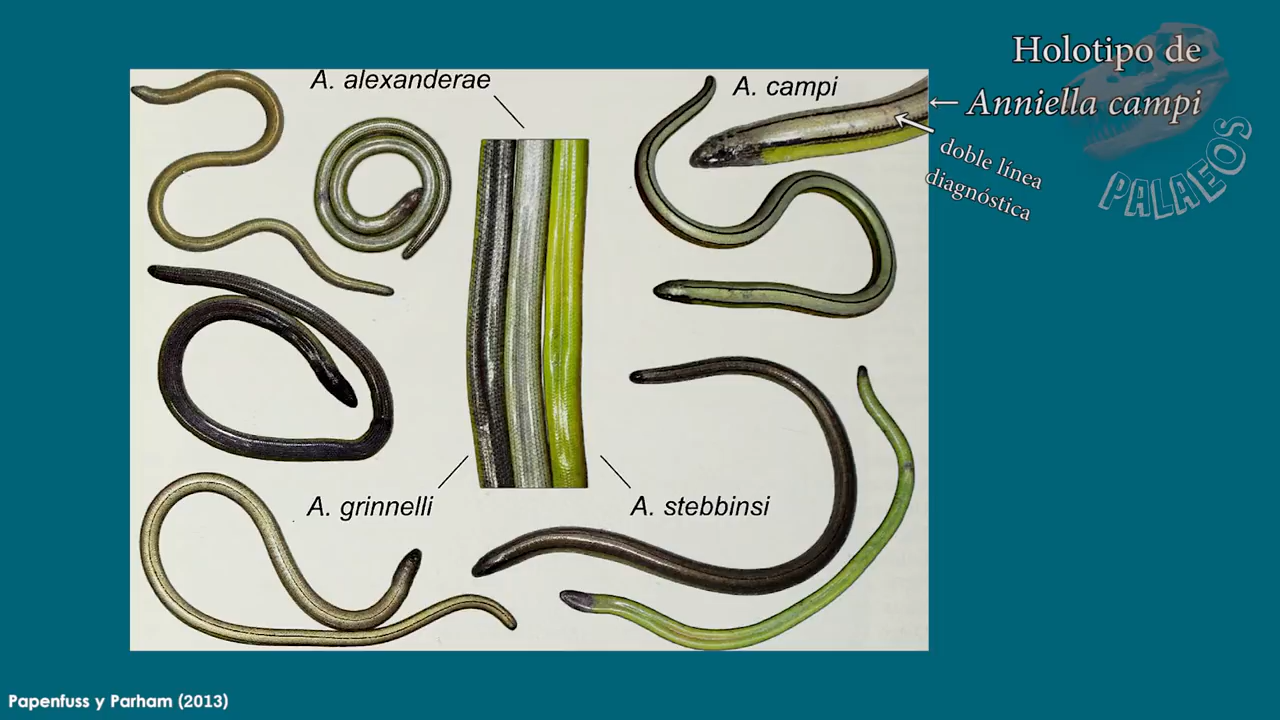 A. alexanderae
A. campi
Holotipo de
← Anniella campi
doble línea
diagnóstica
PALAEOS
A. grinnelli
A. stebbinsi
Papenfuss y Parham (2013)